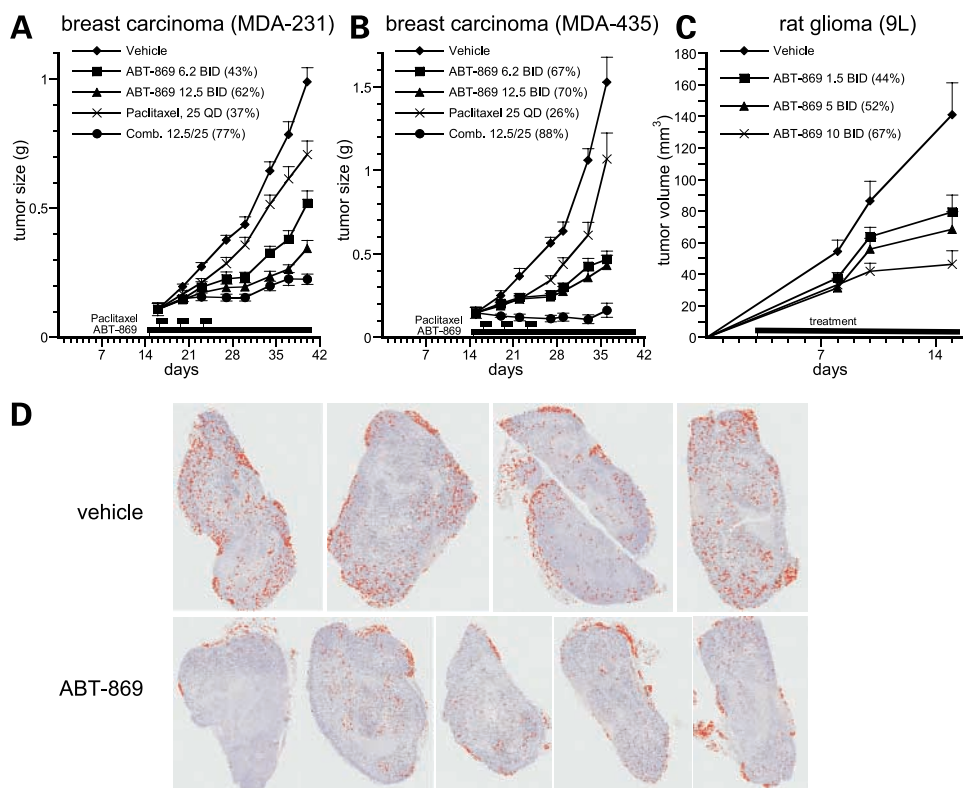 A breast carcinoma (MDA-231)
Vehicle
ABT-869 6.2 BID (43%)
ABT-869 12.5 BID (62%)
Paclitaxel, 25 QD (37%)
Comb. 12.5/25 (77%)
tumor size (g)
1
0.5
0
Paclitaxel
ABT-869
7 14 21 28 35 42
days
B breast carcinoma (MDA-435)
Vehicle
ABT-869 6.2 BID (67%)
ABT-869 12.5 BID (70%)
Paclitaxel 25 QD (26%)
Comb. 12.5/25 (88%)
tumor size (g)
1.5
1
0.5
0
Paclitaxel
ABT-869
7 14 21 28 35 42
days
C rat glioma (9L)
Vehicle
ABT-869 1.5 BID (44%)
ABT-869 5 BID (52%)
ABT-869 10 BID (67%)
tumor volume (mm³)
180
160
140
120
100
80
60
40
20
0
treatment
7 14
days
D
vehicle
ABT-869